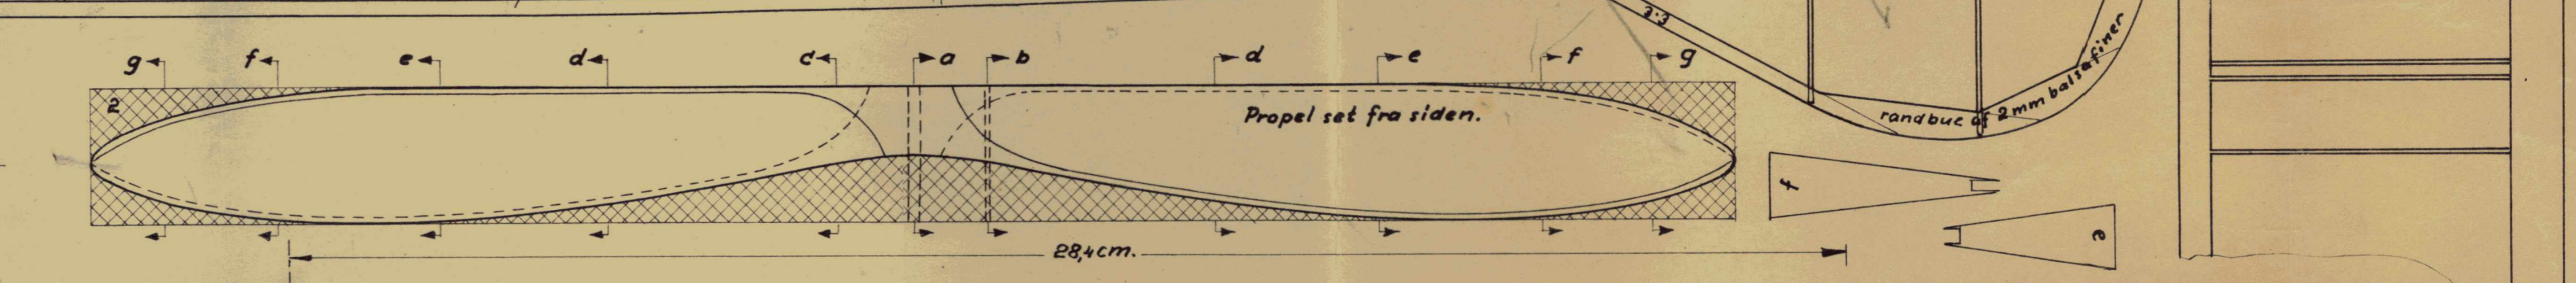 3·3
g f e d c a b d e f g
2
Propel set fra siden.
randbue af 2mm balsafiner
f
e
28,4cm.